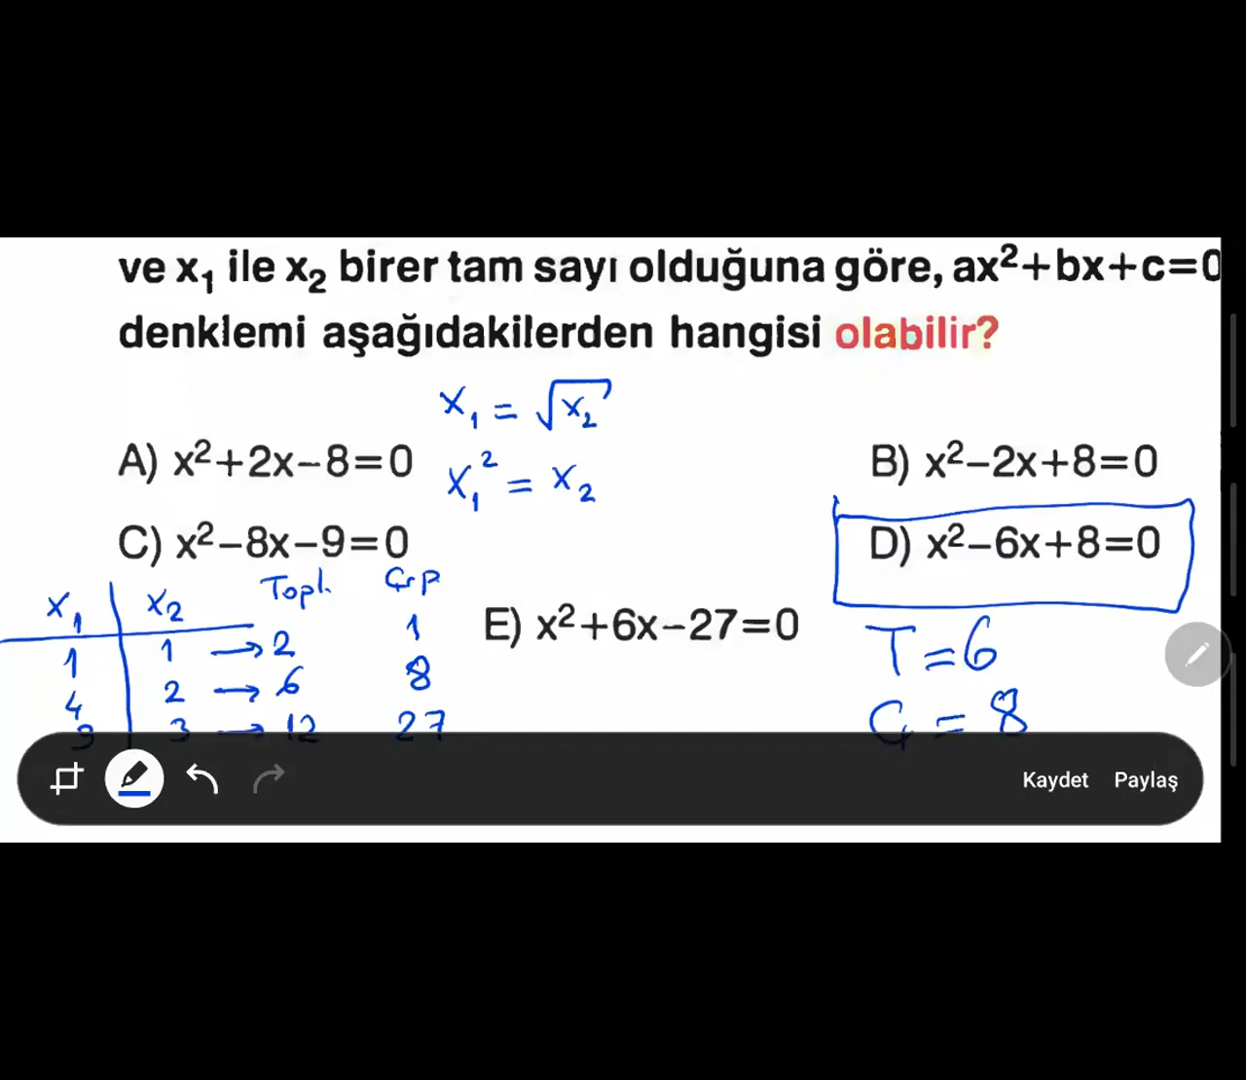 ve x₁ ile x₂ birer tam sayı olduğuna göre, ax²+bx+c=0
denklemi aşağıdakilerden hangisi olabilir?
x₁ = √x₂
A) x²+2x−8=0
B) x²−2x+8=0
x₁² = x₂
C) x²−8x−9=0
D) x²−6x+8=0
x₁ x₂ Topl. Çrp
E) x²+6x−27=0
1 1 → 2 1
T=6
4 2 → 6 8
Ç = 8
9 3 → 12 27
Kaydet Paylaş